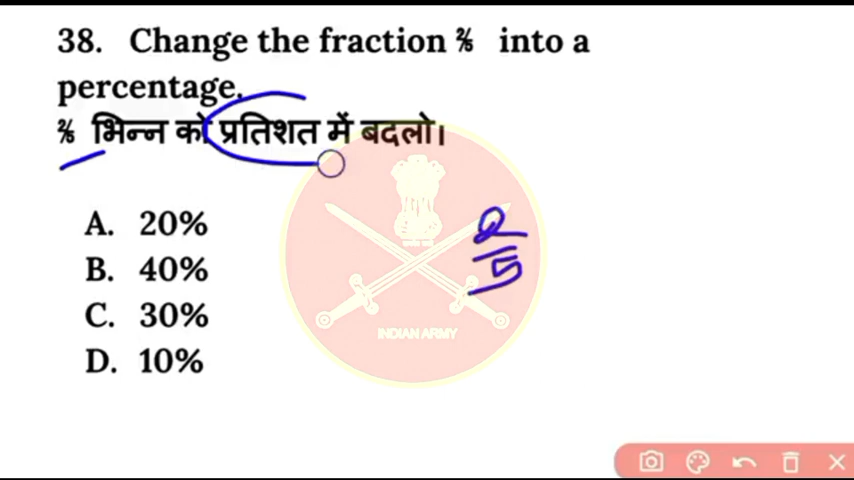 38. Change the fraction ⅖ into a
percentage.
⅖ भिन्न को प्रतिशत में बदलो।
A. 20%
B. 40%
C. 30%
D. 10%
2
5
INDIAN ARMY